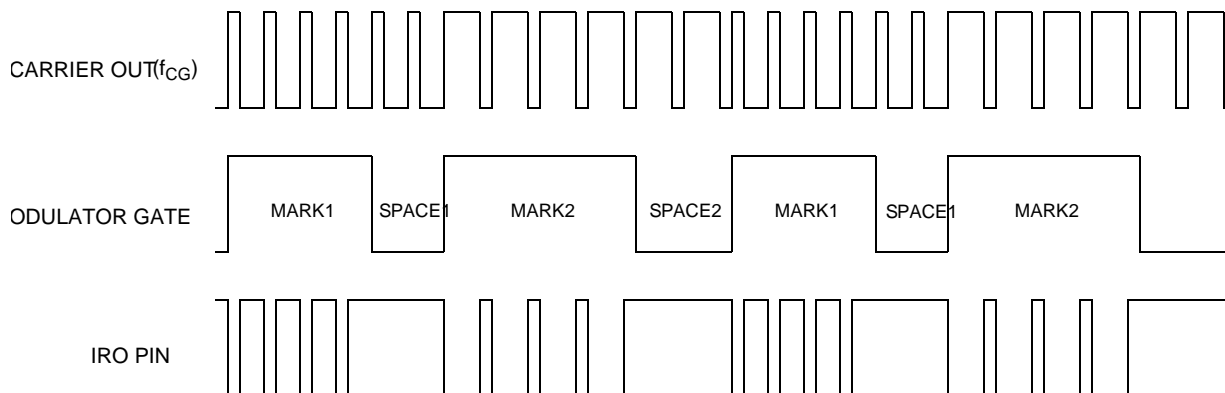 CARRIER OUT(fCG)
ODULATOR GATE
MARK1 SPACE1 MARK2 SPACE2 MARK1 SPACE1 MARK2
IRO PIN